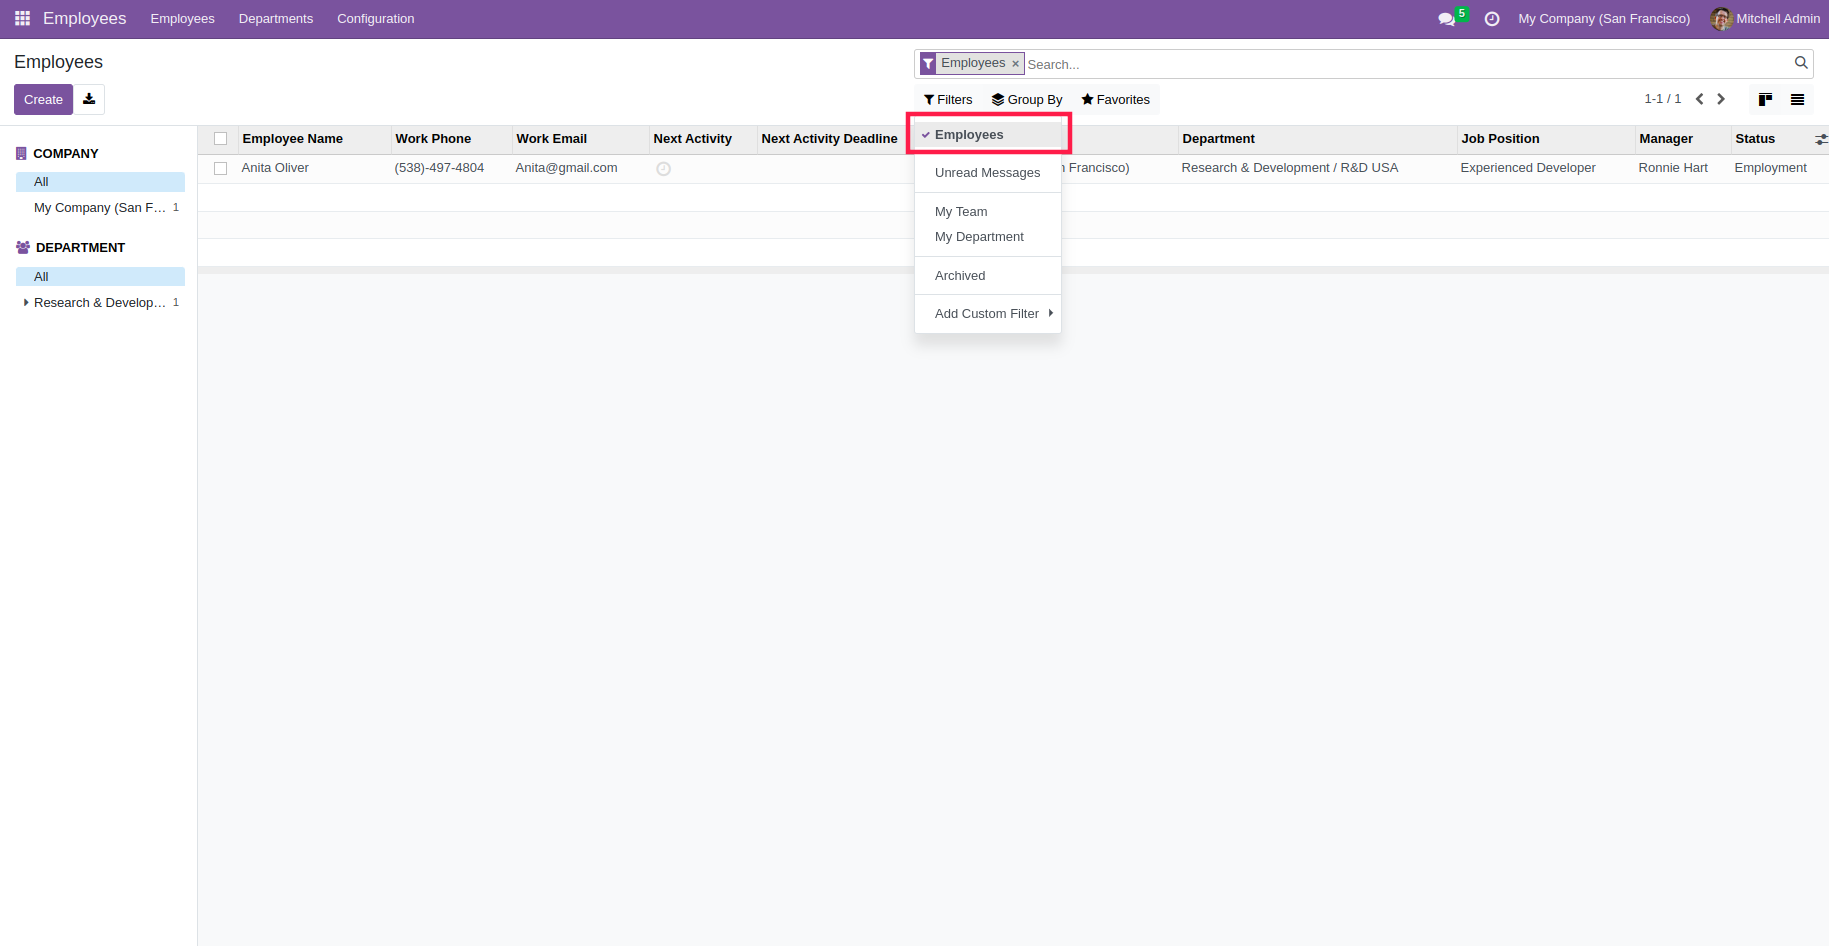 Employees Employees Departments Configuration 5 My Company (San Francisco) Mitchell Admin
Employees
Employees × Search...
Create
Filters Group By Favorites 1-1 / 1
COMPANY
All
My Company (San F... 1
DEPARTMENT
All
Research & Develop... 1
Employee Name Work Phone Work Email Next Activity Next Activity Deadline Department Job Position Manager Status
Anita Oliver (538)-497-4804 Anita@gmail.com Francisco) Research & Development / R&D USA Experienced Developer Ronnie Hart Employment
Employees
Unread Messages
My Team
My Department
Archived
Add Custom Filter